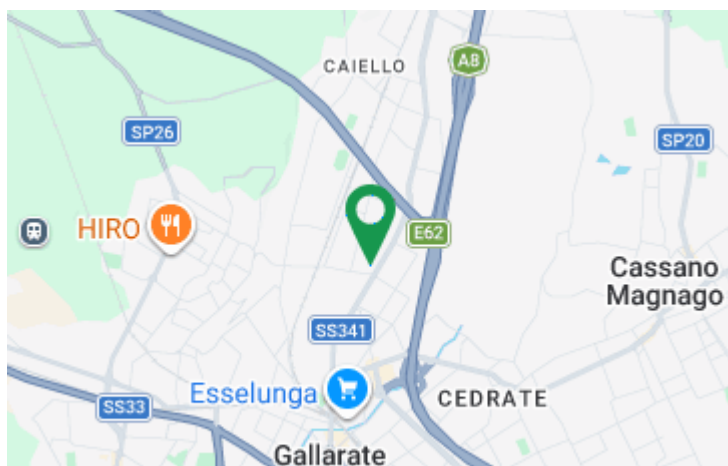 CAIELLO
A8
SP26
SP20
HIRO
E62
Cassano
Magnago
SS341
Esselunga
CEDRATE
SS33
Gallarate